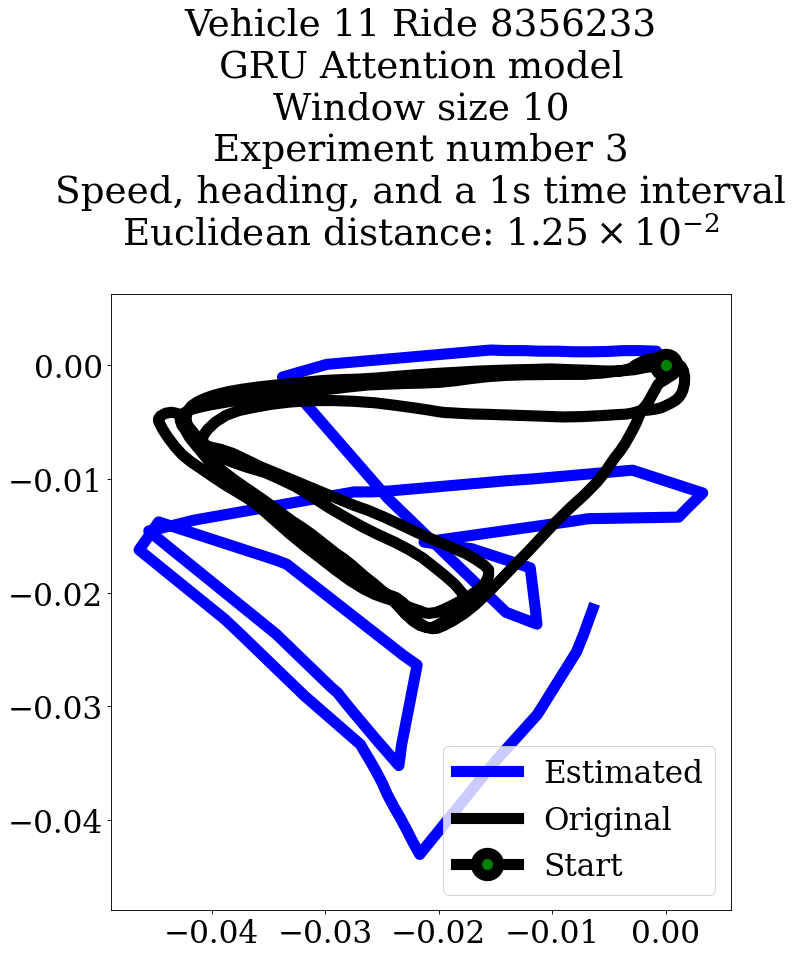 Vehicle 11 Ride 8356233
GRU Attention model
Window size 10
Experiment number 3
Speed, heading, and a 1s time interval
Euclidean distance: 1.25 × 10⁻²
0.00
−0.01
−0.02
−0.03
−0.04
Estimated
Original
Start
−0.04 −0.03 −0.02 −0.01 0.00